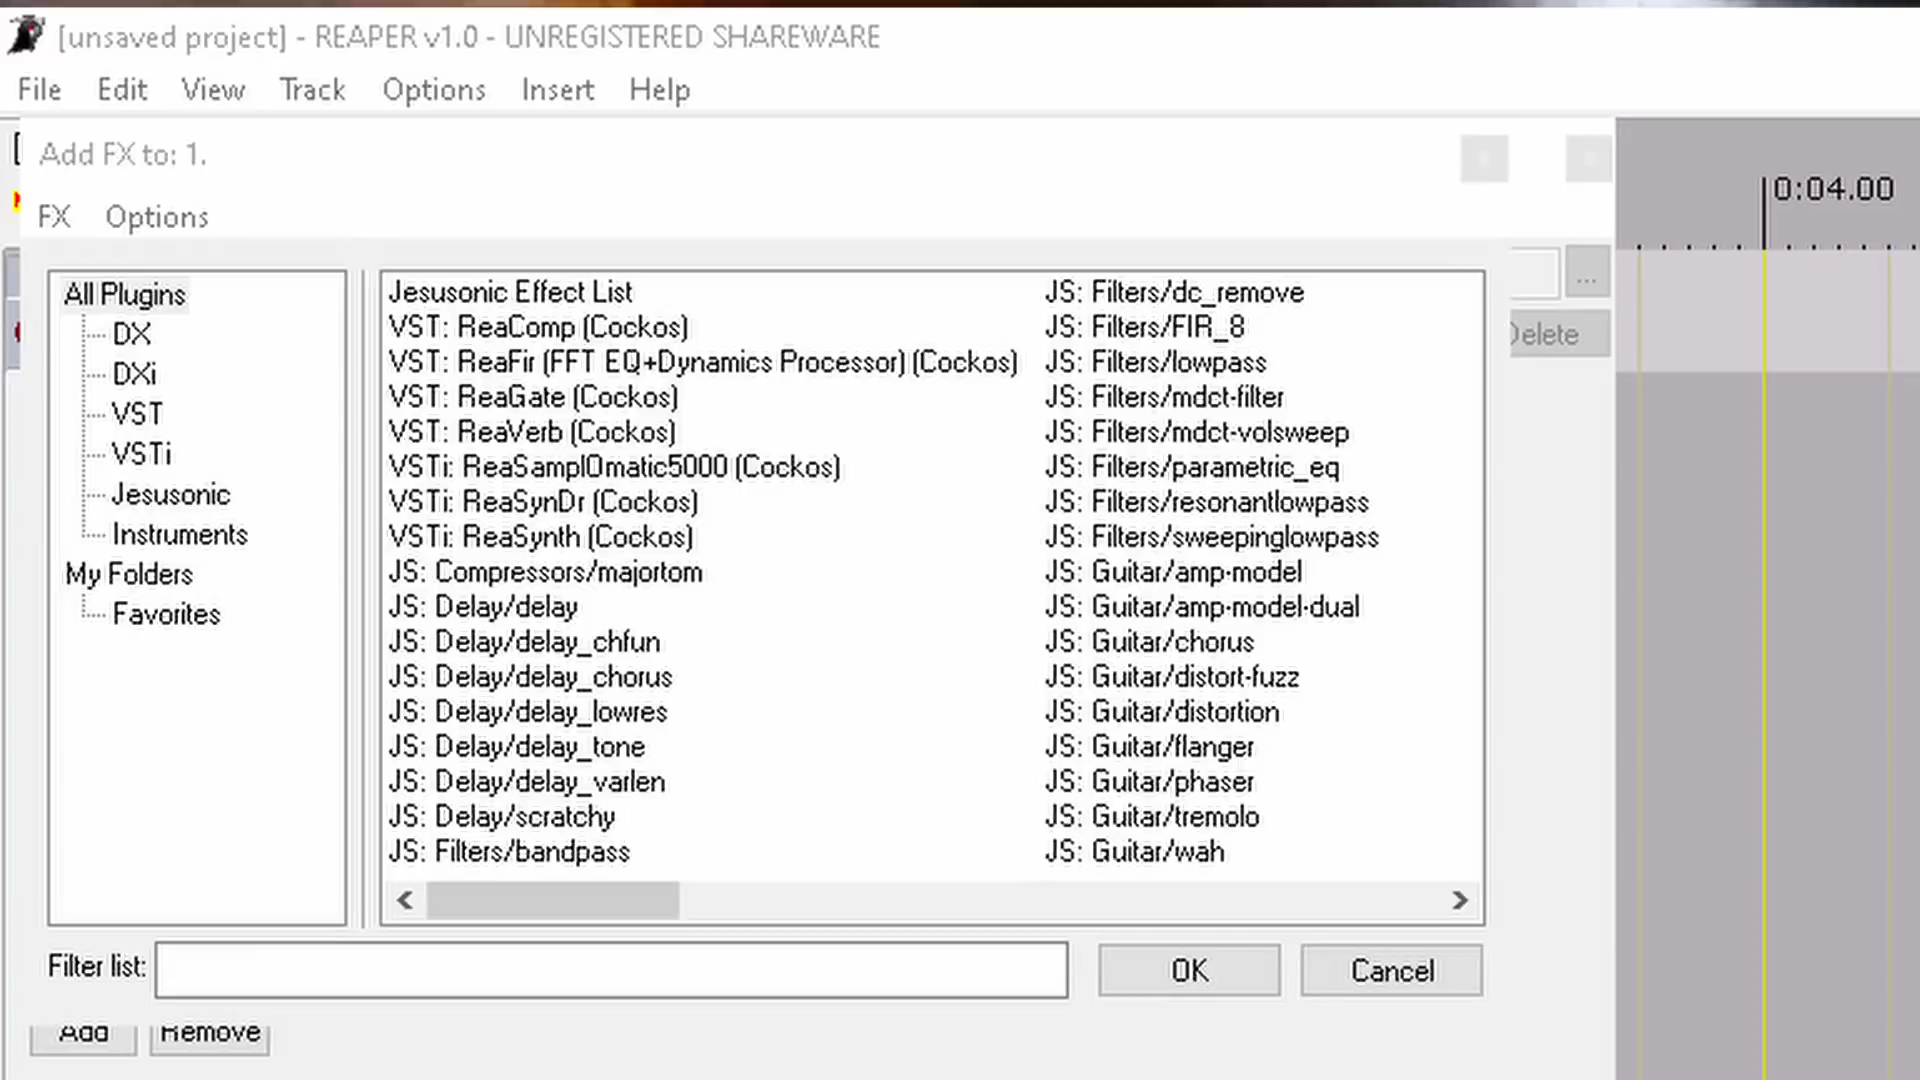 [unsaved project] - REAPER v1.0 - UNREGISTERED SHAREWARE
File Edit View Track Options Insert Help
Add FX to: 1.
0:04.00
FX Options
...
Delete
All Plugins
DX
DXi
VST
VSTi
Jesusonic
Instruments
My Folders
Favorites
Jesusonic Effect List
VST: ReaComp (Cockos)
VST: ReaFir (FFT EQ+Dynamics Processor) (Cockos)
VST: ReaGate (Cockos)
VST: ReaVerb (Cockos)
VSTi: ReaSamplOmatic5000 (Cockos)
VSTi: ReaSynDr (Cockos)
VSTi: ReaSynth (Cockos)
JS: Compressors/majortom
JS: Delay/delay
JS: Delay/delay_chfun
JS: Delay/delay_chorus
JS: Delay/delay_lowres
JS: Delay/delay_tone
JS: Delay/delay_varlen
JS: Delay/scratchy
JS: Filters/bandpass
JS: Filters/dc_remove
JS: Filters/FIR_8
JS: Filters/lowpass
JS: Filters/mdct-filter
JS: Filters/mdct-volsweep
JS: Filters/parametric_eq
JS: Filters/resonantlowpass
JS: Filters/sweepinglowpass
JS: Guitar/amp-model
JS: Guitar/amp-model-dual
JS: Guitar/chorus
JS: Guitar/distort-fuzz
JS: Guitar/distortion
JS: Guitar/flanger
JS: Guitar/phaser
JS: Guitar/tremolo
JS: Guitar/wah
Filter list:
OK Cancel
Add Remove